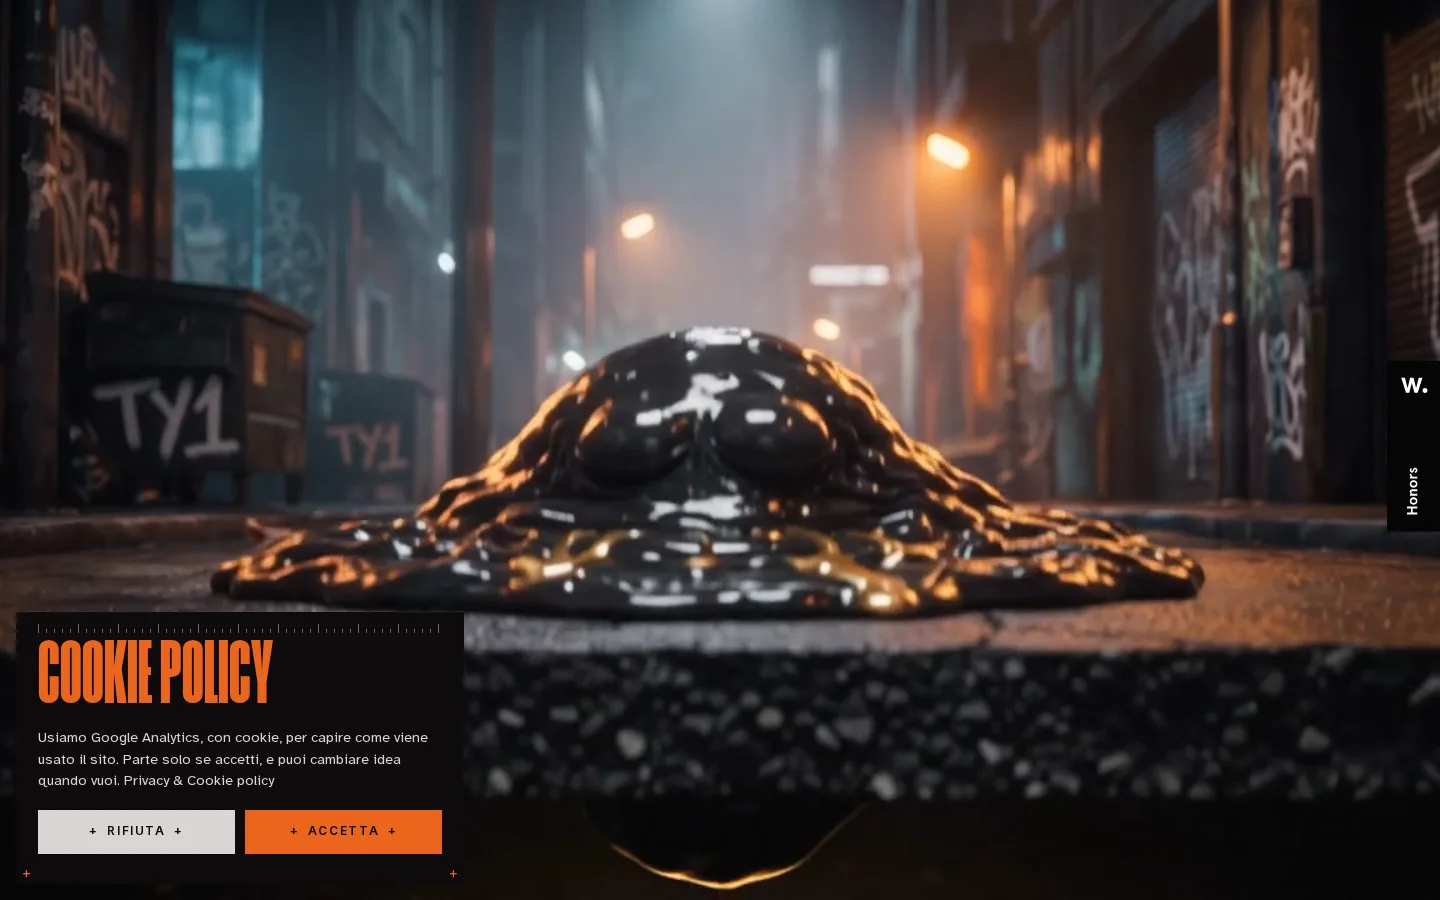 TY1
TY1
W.
Honors
COOKIE POLICY
Usiamo Google Analytics, con cookie, per capire come viene
usato il sito. Parte solo se accetti, e puoi cambiare idea
quando vuoi. Privacy & Cookie policy
+ RIFIUTA +
+ ACCETTA +